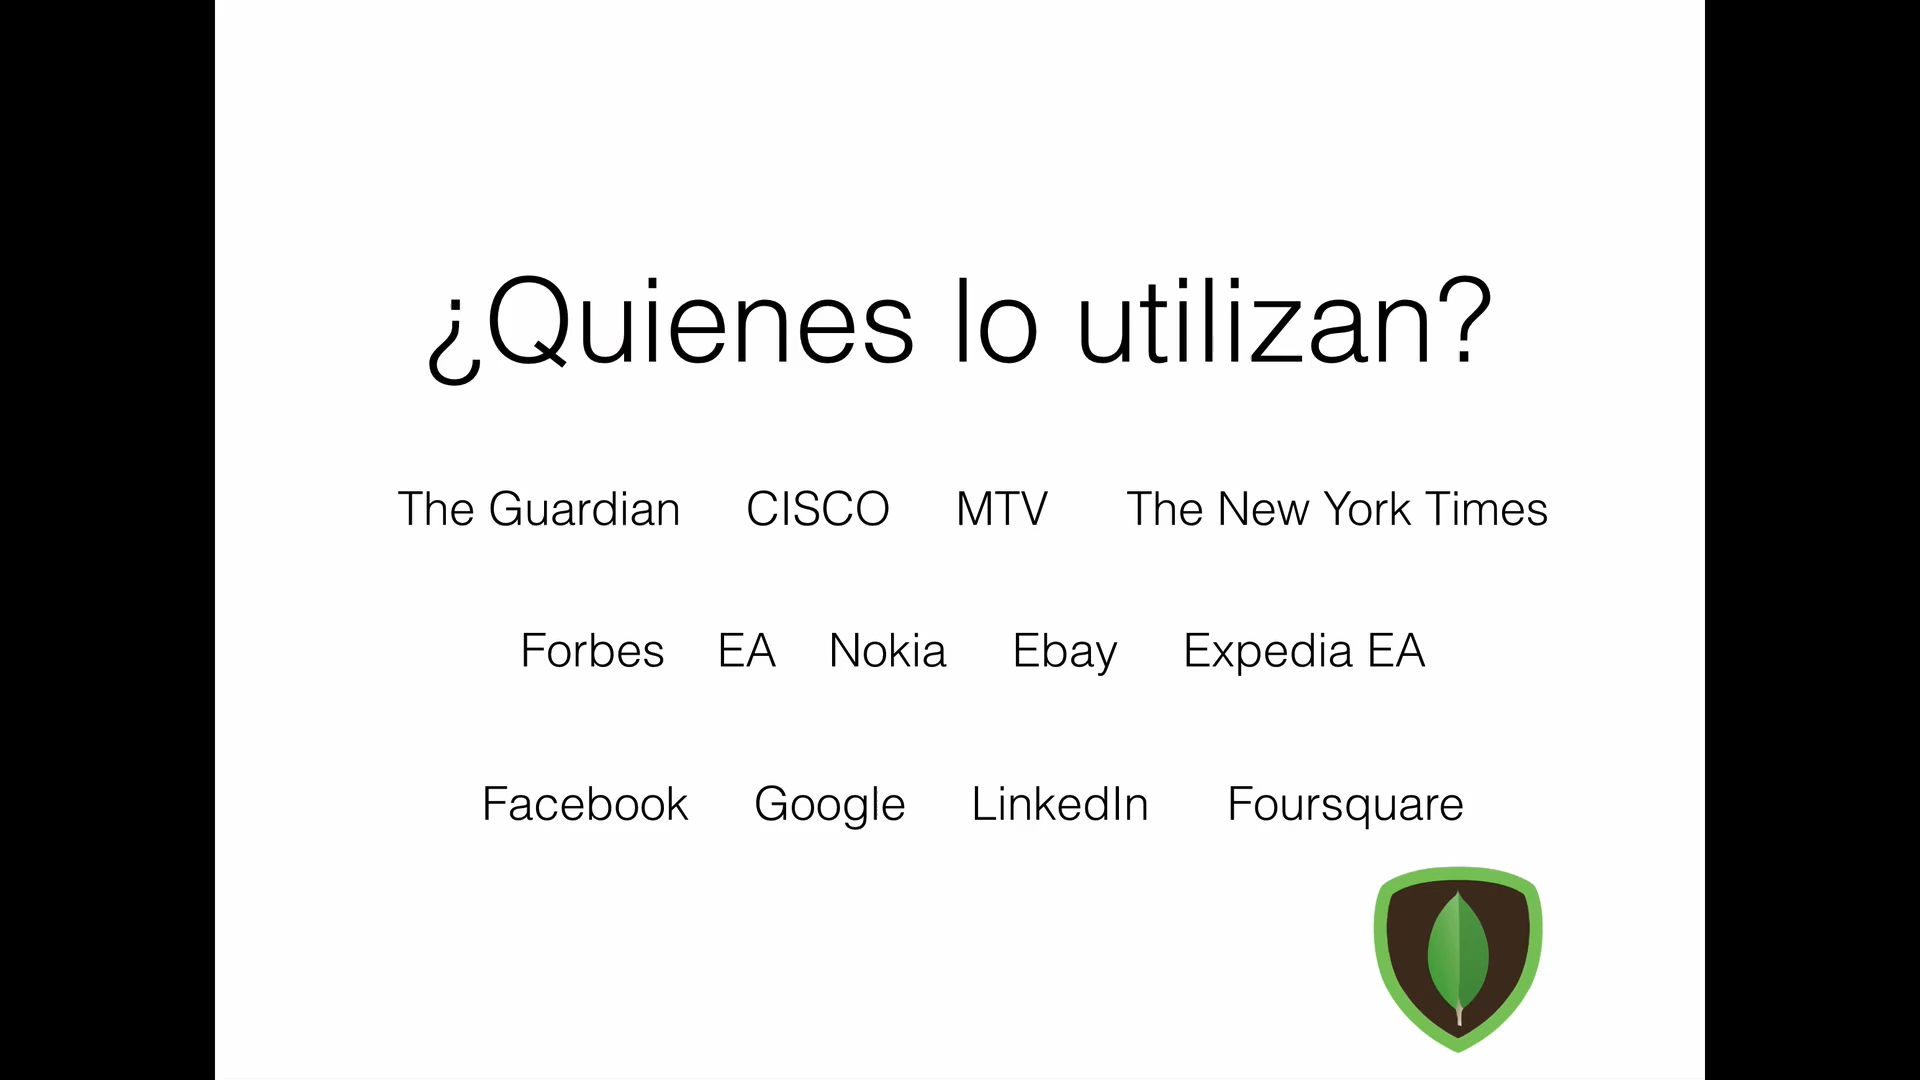 ¿Quienes lo utilizan?
The Guardian CISCO MTV The New York Times
Forbes EA Nokia Ebay Expedia EA
Facebook Google LinkedIn Foursquare